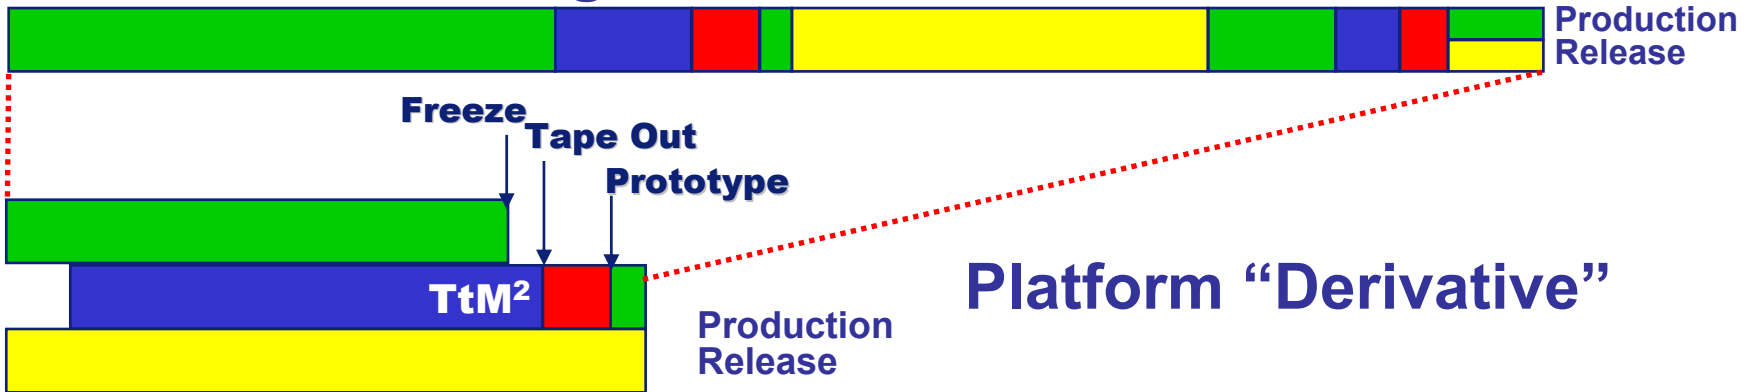 Production
Release
Freeze
Tape Out
Prototype
TtM²
Platform “Derivative”
Production
Release